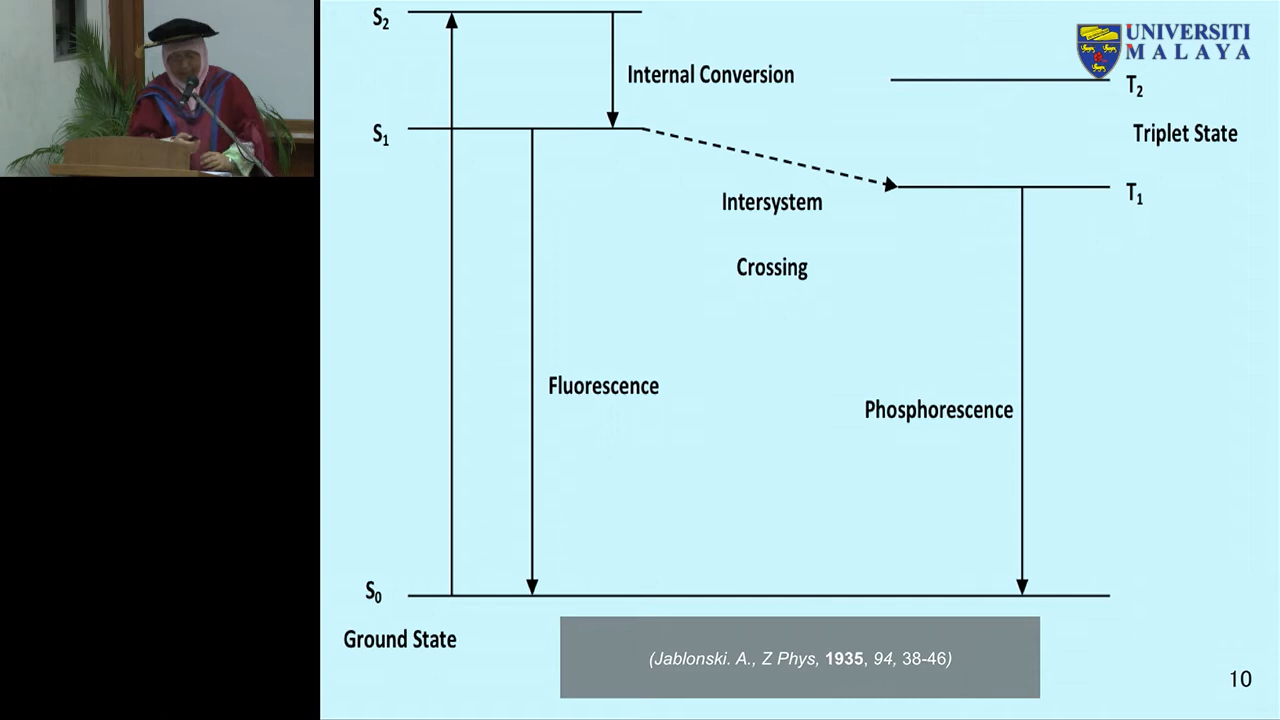 S₂
UNIVERSITI
MALAYA
Internal Conversion
T₂
S₁
Triplet State
Intersystem
T₁
Crossing
Fluorescence
Phosphorescence
S₀
Ground State
(Jablonski. A., Z Phys, 1935, 94, 38-46)
10